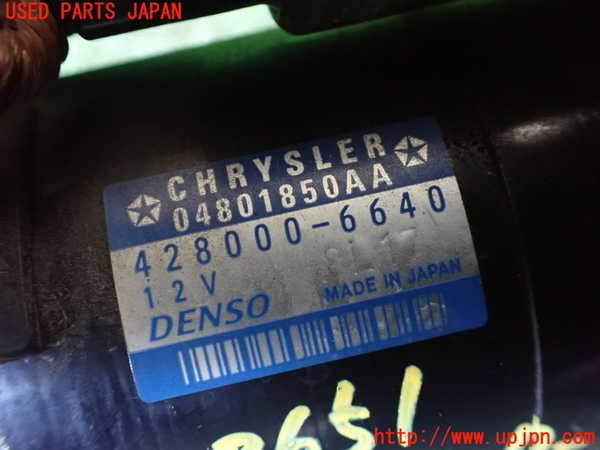 USED PARTS JAPAN
CHRYSLER
04801850AA
428000-6640
12V
DENSO MADE IN JAPAN
http://www.upjpn.com/